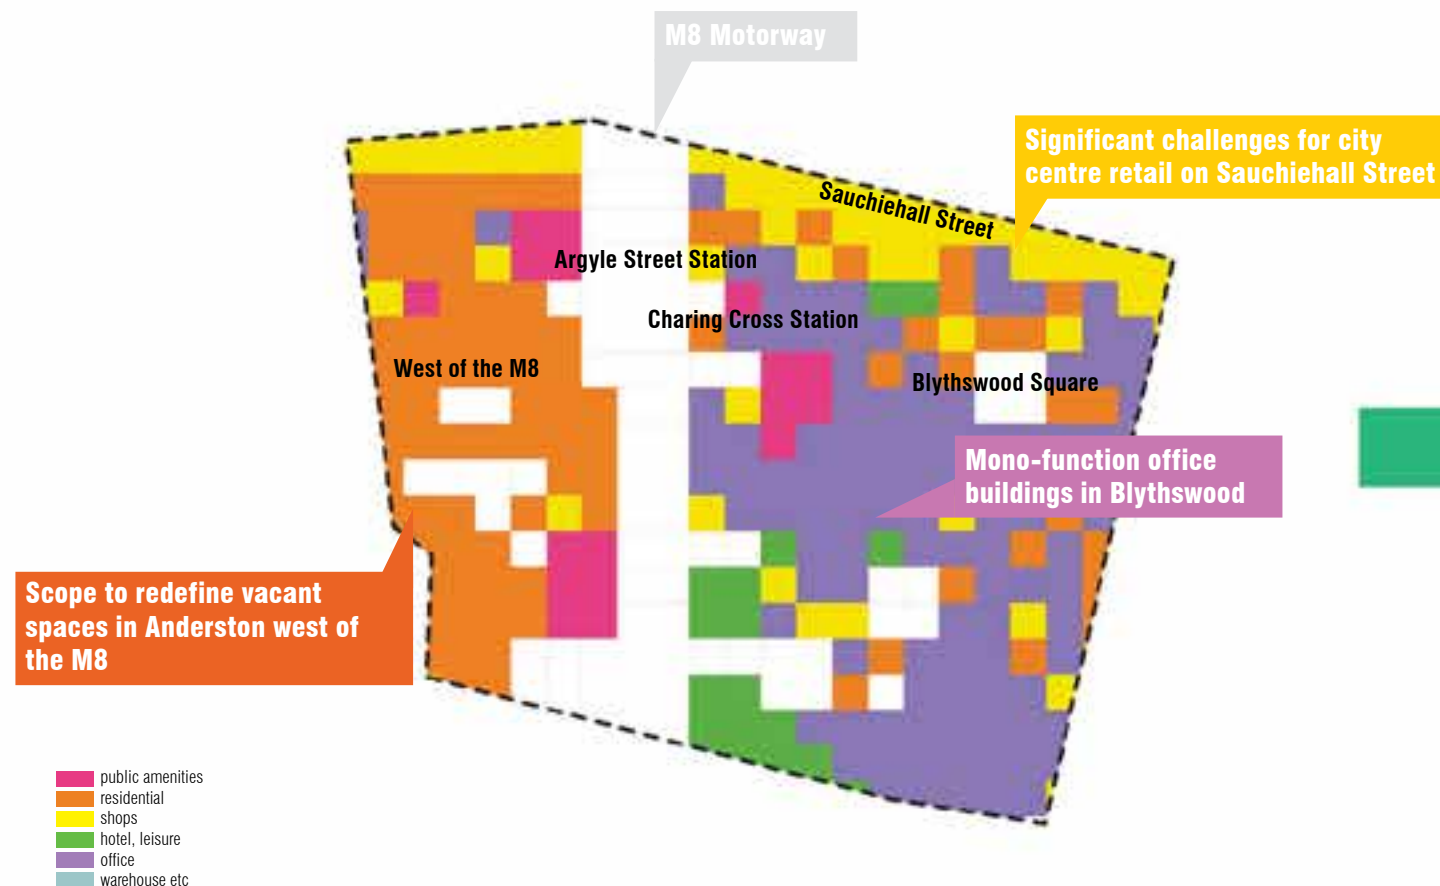 M8 Motorway
Significant challenges for city
centre retail on Sauchiehall Street
Sauchiehall Street
Argyle Street Station
Charing Cross Station
West of the M8
Blythswood Square
Mono-function office
buildings in Blythswood
Scope to redefine vacant
spaces in Anderston west of
the M8
public amenities
residential
shops
hotel, leisure
office
warehouse etc